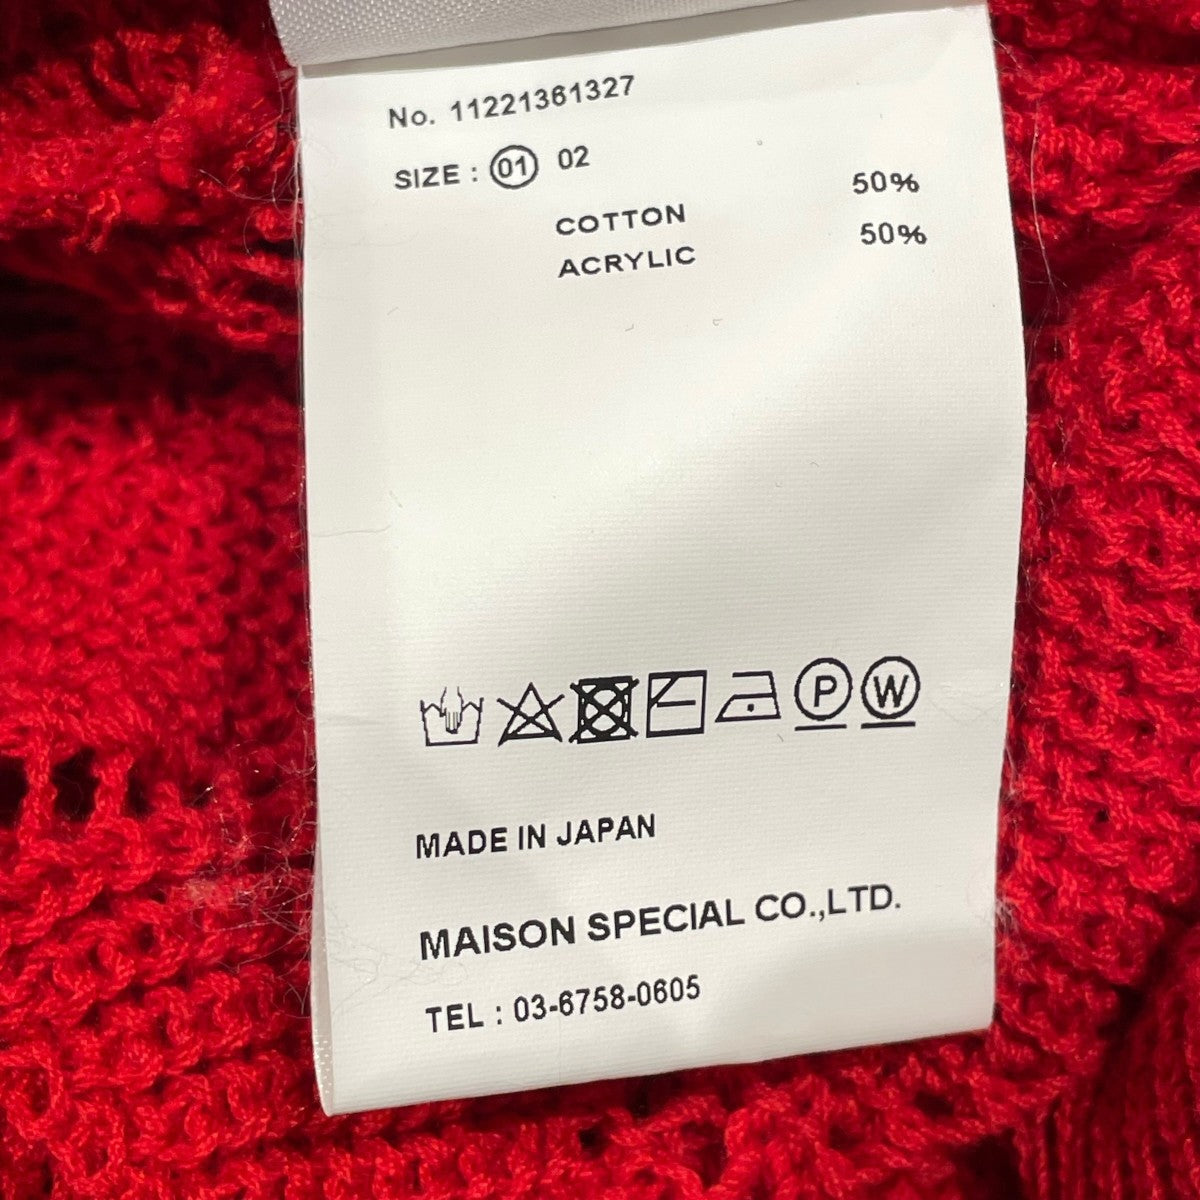 No. 11221361327
SIZE : 01 02
COTTON 50%
ACRYLIC 50%
P W
MADE IN JAPAN
MAISON SPECIAL CO.,LTD.
TEL : 03-6758-0605